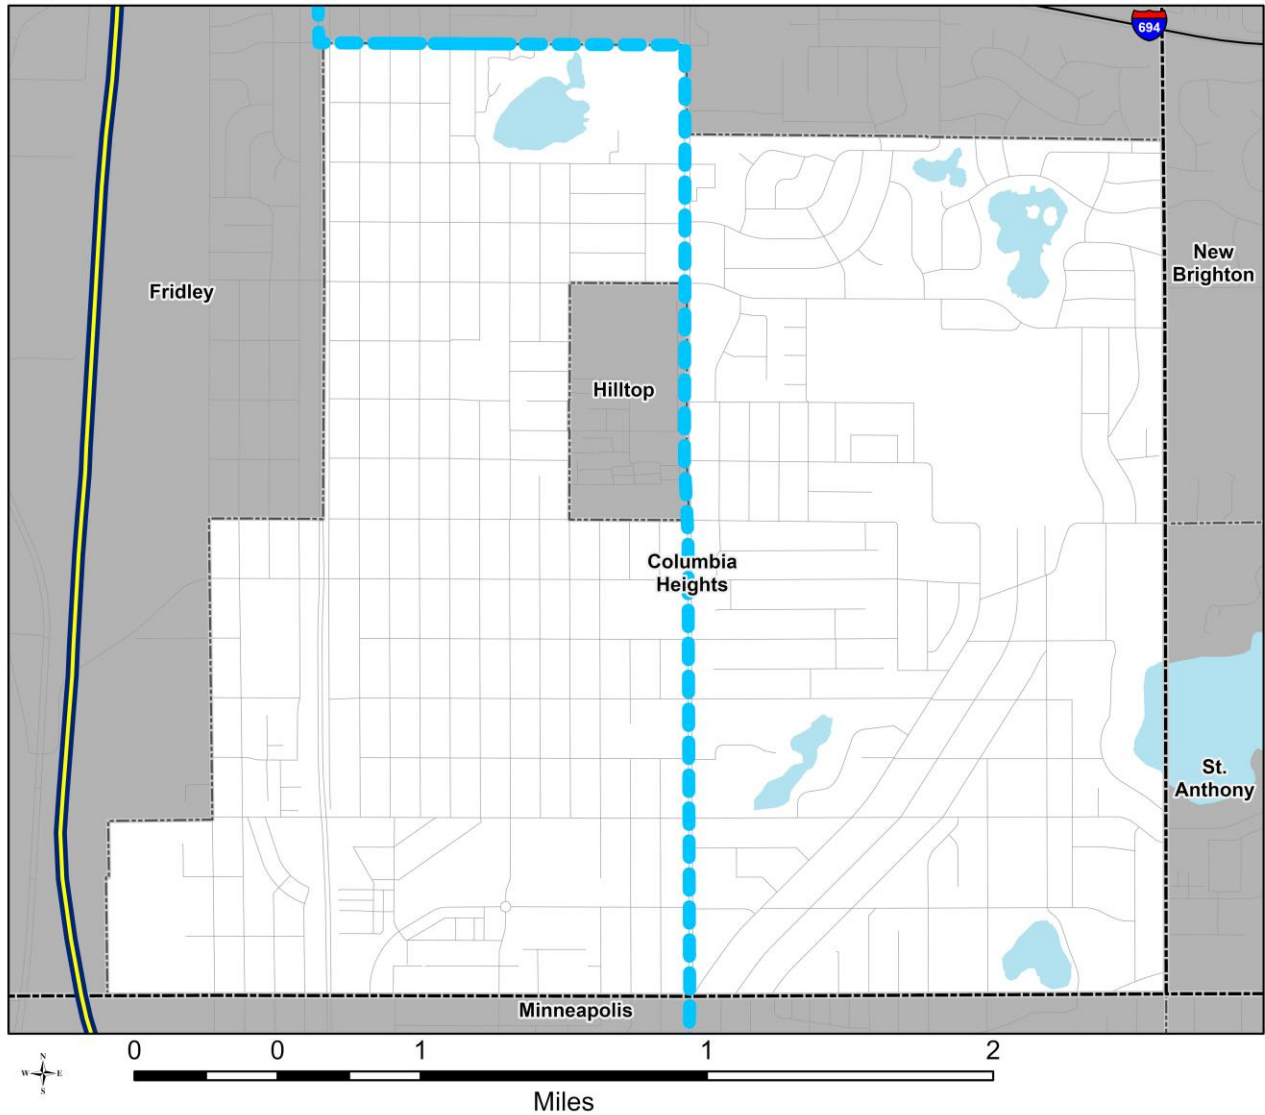 694
New
Brighton
Fridley
Hilltop
Columbia
Heights
St.
Anthony
Minneapolis
N
W E
S
0 0 1 1 2
Miles